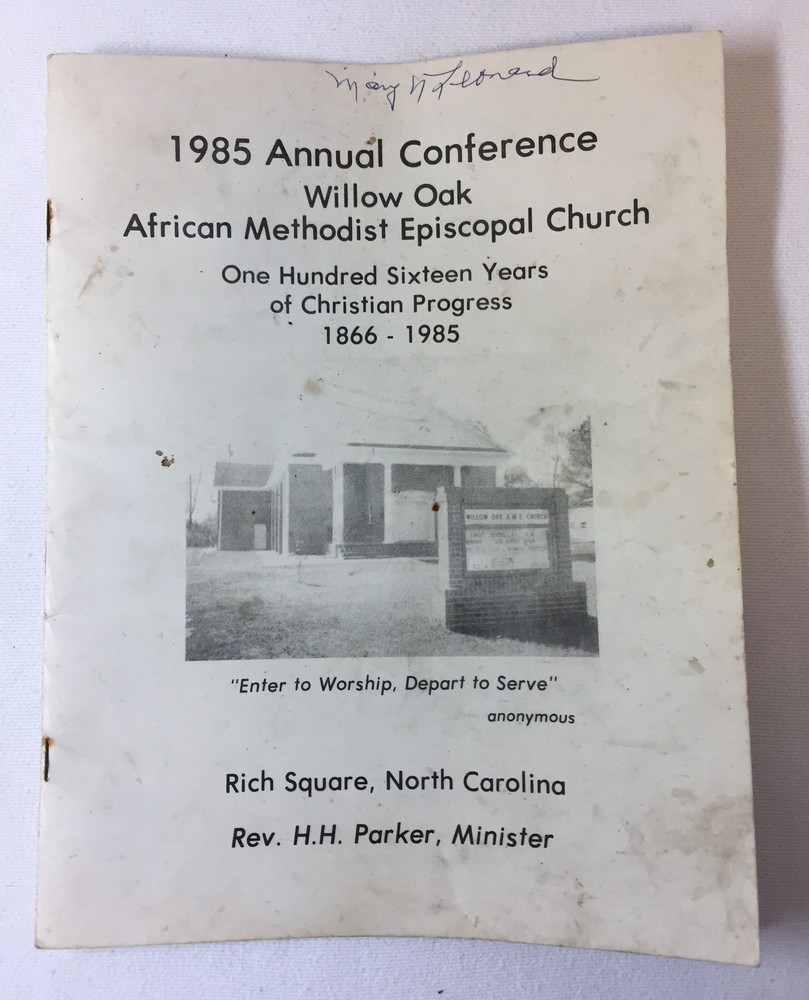 Mary N Leonard
1985 Annual Conference
Willow Oak
African Methodist Episcopal Church
One Hundred Sixteen Years
of Christian Progress
1866 - 1985
WILLOW OAK A.M.E. CHURCH
"Enter to Worship, Depart to Serve"
anonymous
Rich Square, North Carolina
Rev. H.H. Parker, Minister